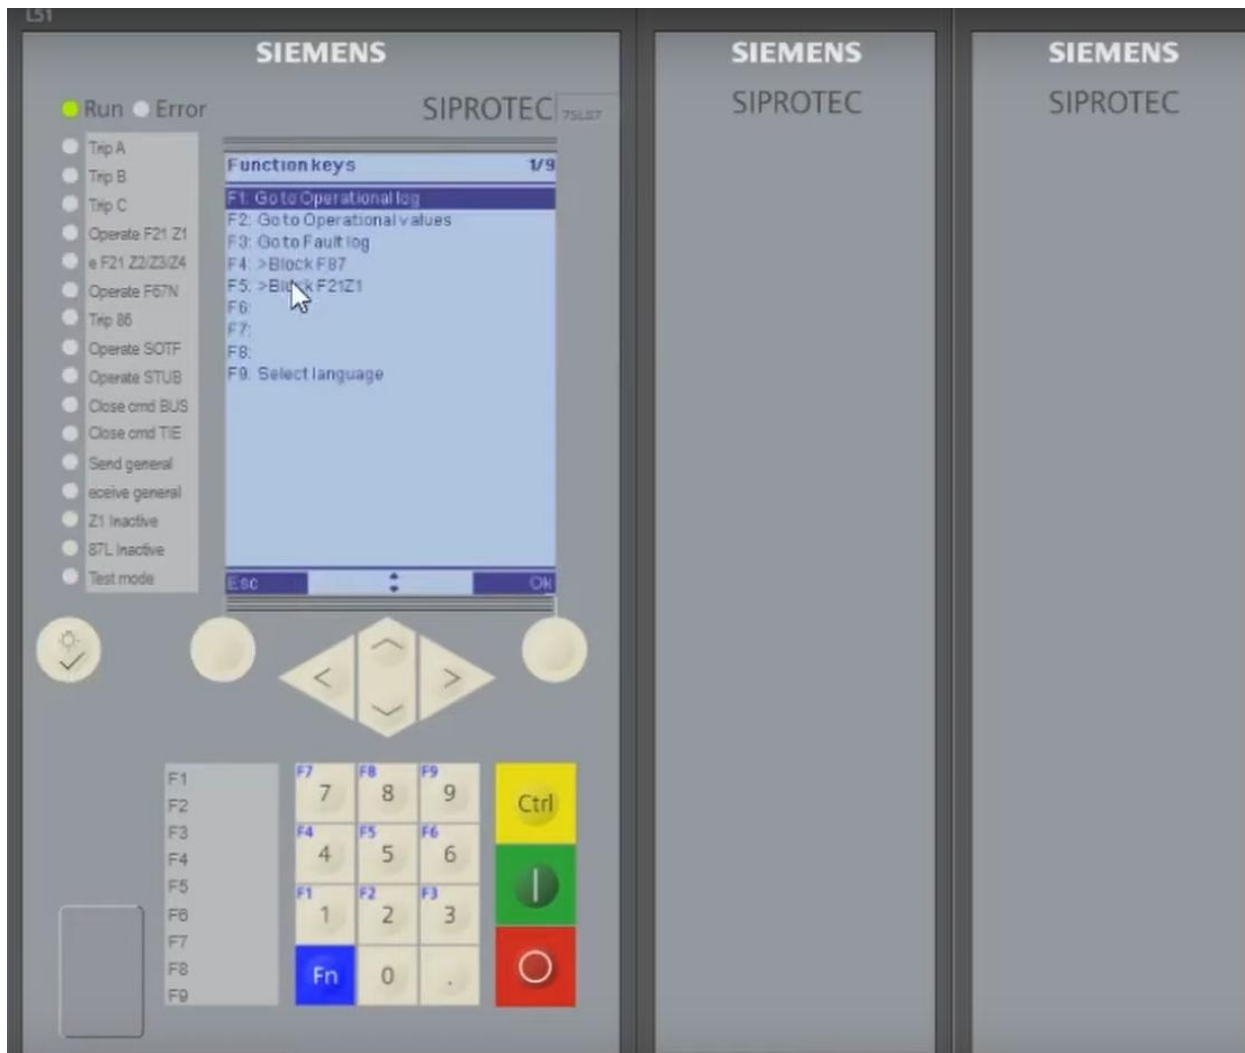 LS1
SIEMENS
SIPROTEC
Run Error
Trip A
Trip B
Trip C
Operate F21 Z1
e F21 Z2/Z3/Z4
Operate F67N
Trip 86
Operate SOTF
Operate STUB
Close cmd BUS
Close cmd TIE
Send general
eceive general
Z1 Inactive
87L Inactive
Test mode
Function keys 1/9
F1: Go to Operational log
F2: Go to Operational values
F3: Go to Fault log
F4: >Block F87
F5: >Block F21Z1
F6:
F7:
F8:
F9: Select language
Esc Ok
F1
F2
F3
F4
F5
F6
F7
F8
F9
F7 7 F8 8 F9 9 Ctrl
F4 4 F5 5 F6 6
F1 1 F2 2 F3 3
Fn 0 .
SIEMENS
SIPROTEC
SIEMENS
SIPROTEC